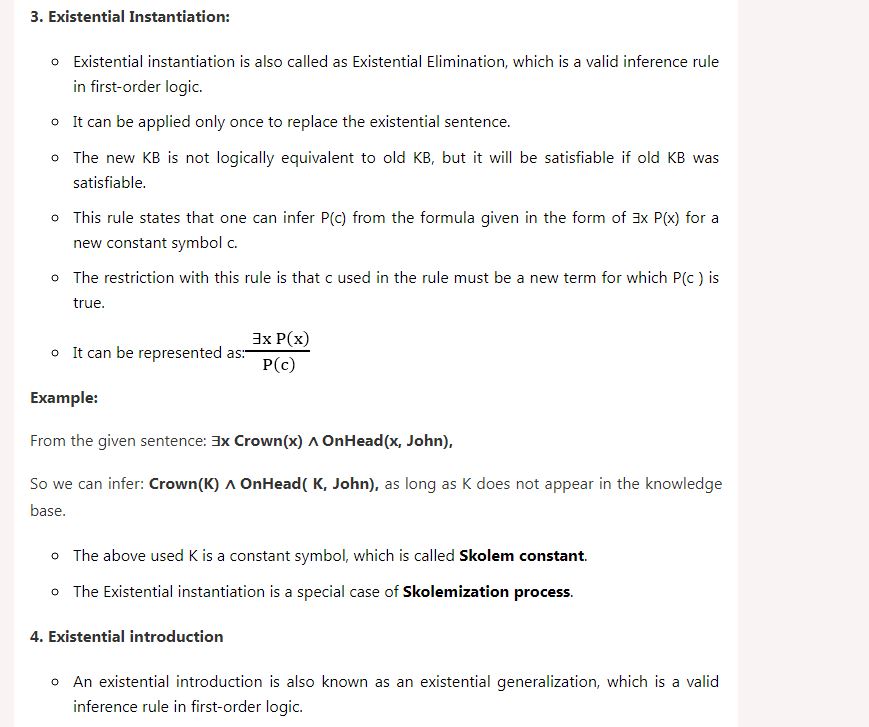 3. Existential Instantiation:
o Existential instantiation is also called as Existential Elimination, which is a valid inference rule
in first-order logic.
o It can be applied only once to replace the existential sentence.
o The new KB is not logically equivalent to old KB, but it will be satisfiable if old KB was
satisfiable.
o This rule states that one can infer P(c) from the formula given in the form of ∃x P(x) for a
new constant symbol c.
o The restriction with this rule is that c used in the rule must be a new term for which P(c ) is
true.
o It can be represented as: ∃x P(x)
P(c)
Example:
From the given sentence: ∃x Crown(x) ∧ OnHead(x, John),
So we can infer: Crown(K) ∧ OnHead( K, John), as long as K does not appear in the knowledge
base.
o The above used K is a constant symbol, which is called Skolem constant.
o The Existential instantiation is a special case of Skolemization process.
4. Existential introduction
o An existential introduction is also known as an existential generalization, which is a valid
inference rule in first-order logic.